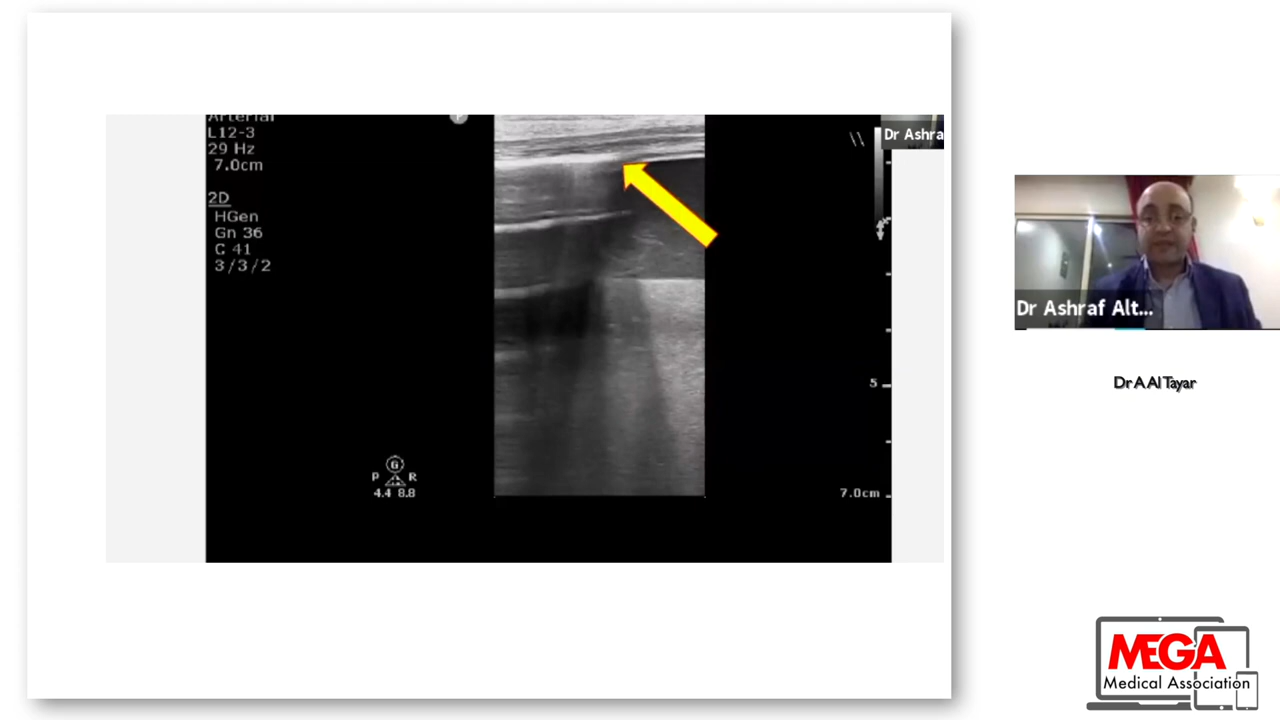 Arterial
P
L12-3
29 Hz
7.0cm
2D
HGen
Gn 36
C 41
3/3/2
G
P R
4.4 8.8
5
7.0cm
Dr Ashra
Dr Ashraf Alt...
Dr A Al Tayar
MEGA
Medical Association